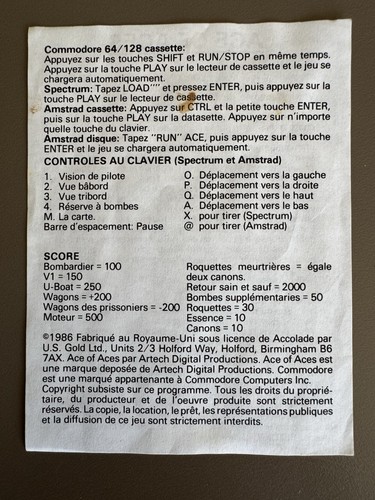 Commodore 64/128 cassette:
Appuyez sur les touches SHIFT et RUN/STOP en même temps.
Appuyez sur la touche PLAY sur le lecteur de cassette et le jeu se
chargera automatiquement.
Spectrum: Tapez LOAD"" et pressez ENTER, puis appuyez sur la
touche PLAY sur le lecteur de cassette.
Amstrad cassette: Appuyez sur CTRL et la petite touche ENTER,
puis sur la touche PLAY sur la datasette. Appuyez sur n'importe
quelle touche du clavier.
Amstrad disque: Tapez "RUN" ACE, puis appuyez sur la touche
ENTER et le jeu se chargera automatiquement.
CONTROLES AU CLAVIER (Spectrum et Amstrad)
1. Vision de pilote
2. Vue bâbord
3. Vue tribord
4. Réserve à bombes
M. La carte.
Barre d'espacement: Pause
O. Déplacement vers la gauche
P. Déplacement vers la droite
Q. Déplacement vers le haut
A. Déplacement vers le bas
X. pour tirer (Spectrum)
@ pour tirer (Amstrad)
SCORE
Bombardier = 100
V1 = 150
U-Boat = 250
Wagons = +200
Wagons des prissoniers = -200
Moteur = 500
Roquettes meurtrières = égale
deux canons.
Retour sain et sauf = 2000
Bombes supplémentaries = 50
Roquettes = 30
Essence = 10
Canons = 10
©1986 Fabriqué au Royaume-Uni sous licence de Accolade par
U.S. Gold Ltd., Units 2/3 Holford Way, Holford, Birmingham B6
7AX. Ace of Aces par Artech Digital Productions. Ace of Aces est
une marque deposée de Artech Digital Productions. Commodore
est une marqué appartenante à Commodore Computers Inc.
Copyright subsiste sur ce programme. Tous les droits du proprié-
taire, du producteur et de l'oeuvre produite sont strictement
réservés. La copie, la location, le prêt, les représentations publiques
et la diffusion de ce jeu sont strictement interdits.